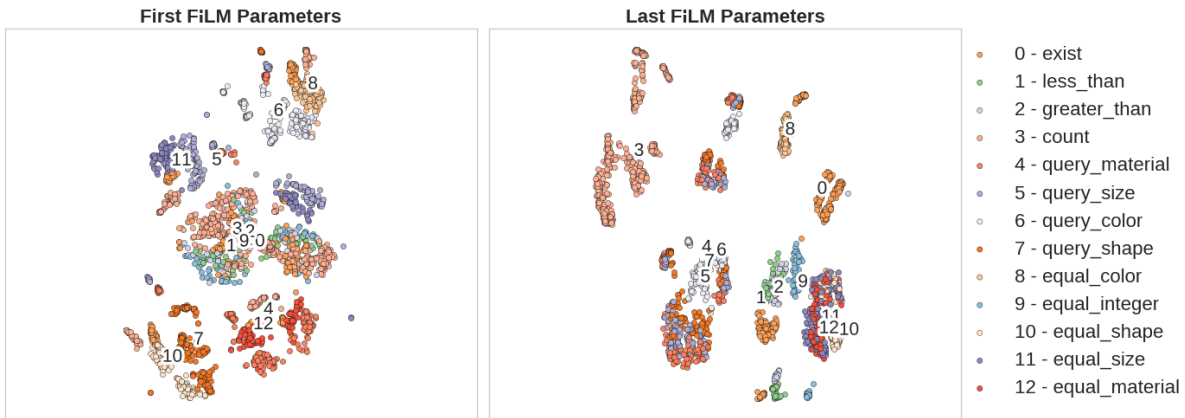 First FiLM Parameters
8
6
11
5
3 2
1 9 0
4
12
7
10
Last FiLM Parameters
8
3
0
4 6
7
5
2
1
9
11
12 10
0 - exist
1 - less_than
2 - greater_than
3 - count
4 - query_material
5 - query_size
6 - query_color
7 - query_shape
8 - equal_color
9 - equal_integer
10 - equal_shape
11 - equal_size
12 - equal_material